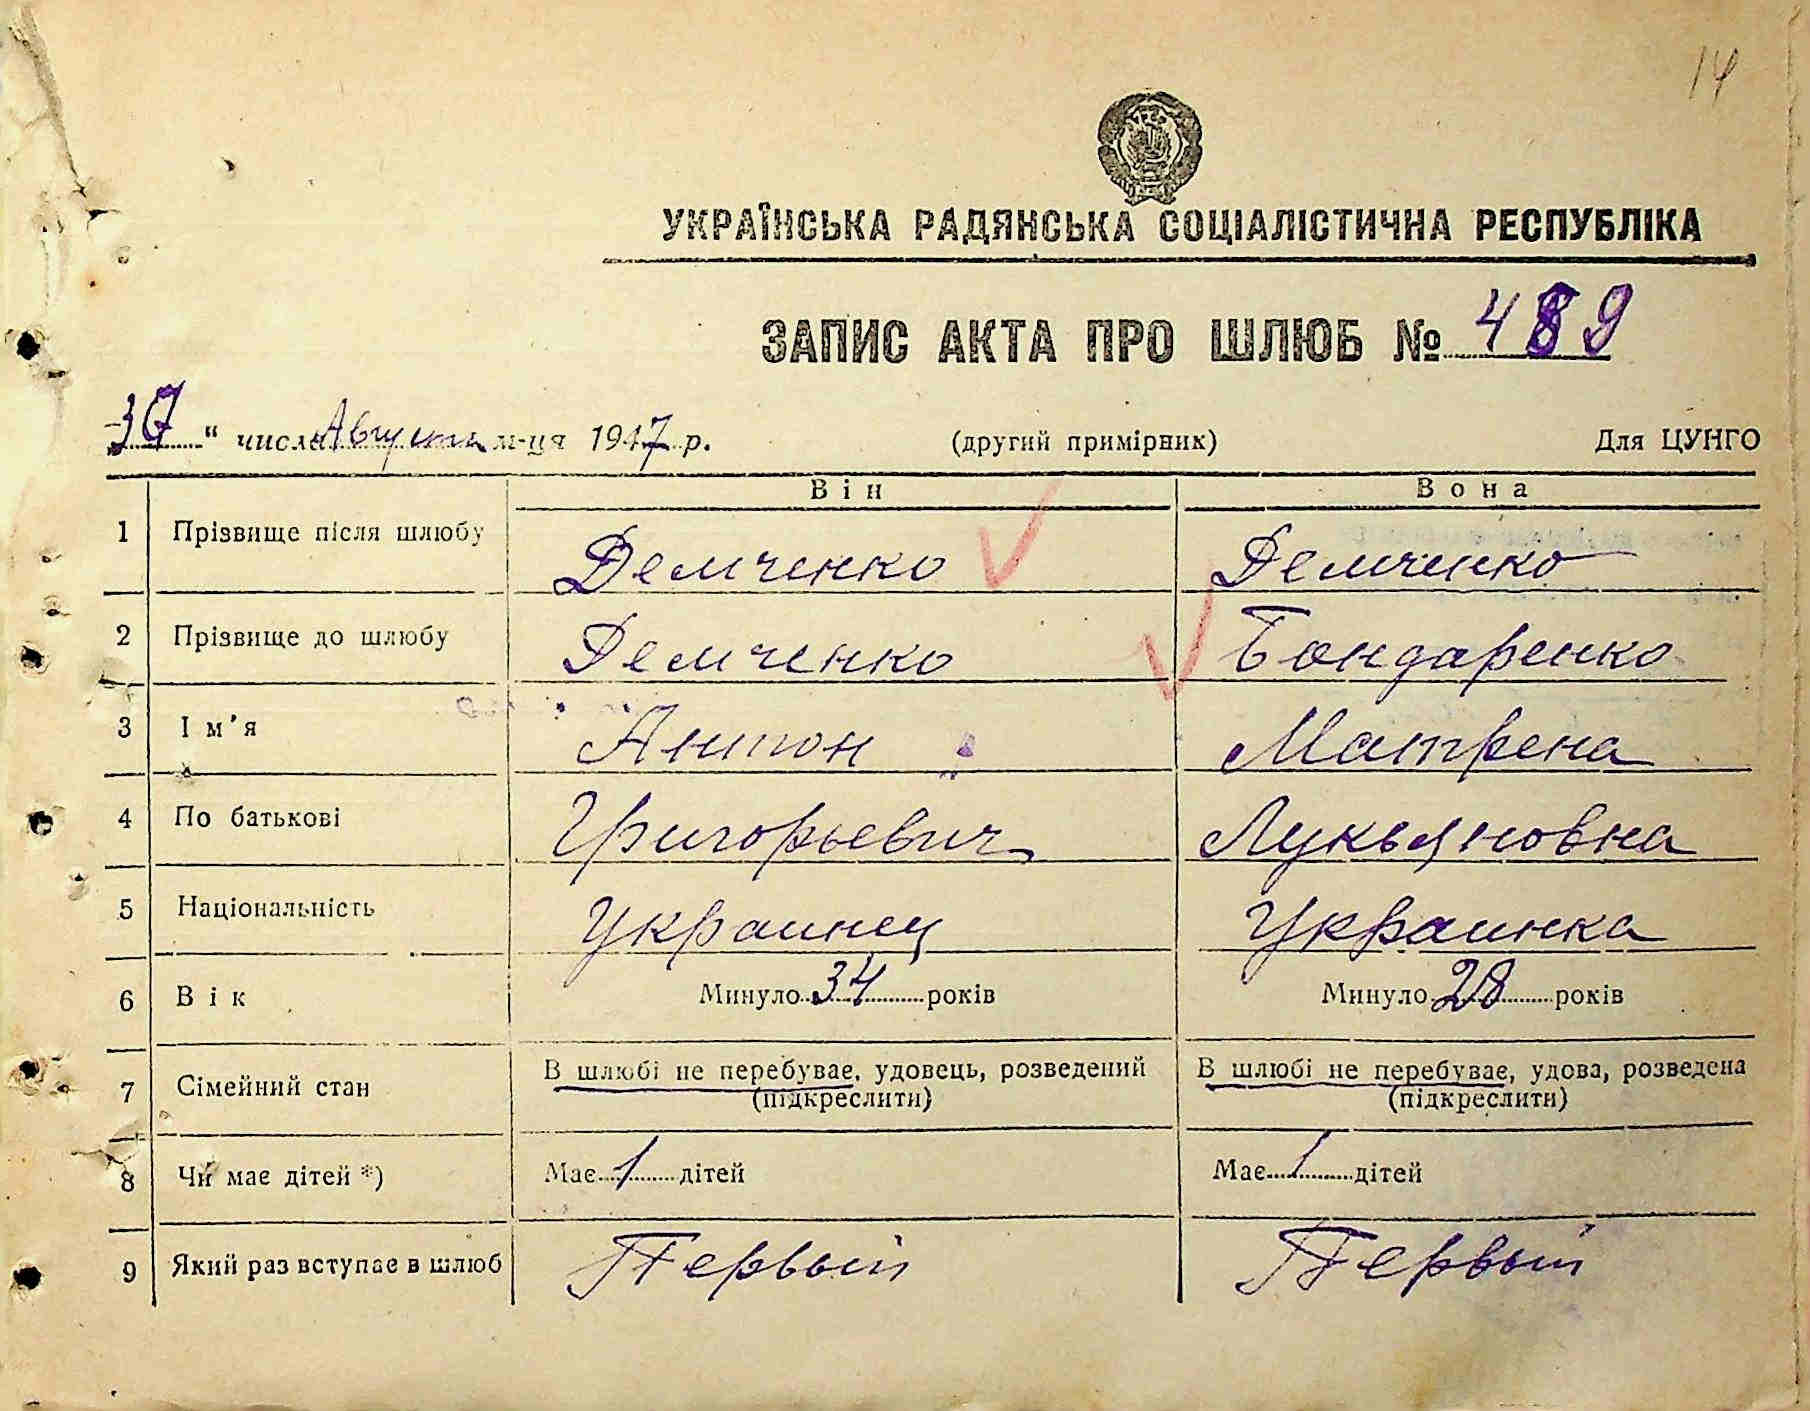 14
УКРАЇНСЬКА РАДЯНСЬКА СОЦІАЛІСТИЧНА РЕСПУБЛІКА
ЗАПИС АКТА ПРО ШЛЮБ № 489
30 " числа Августа м-ця 1947 р. (другий примірник) Для ЦУНГО
Він Вона
1 Прізвище після шлюбу Демченко Демченко
2 Прізвище до шлюбу Демченко Бондаренко
3 Ім'я Антон Матрена
4 По батькові Григорьевич Лукьяновна
5 Національність Украинец Украинка
6 Вік Минуло 34 років Минуло 28 років
7 Сімейний стан В шлюбі не перебуває, удовець, розведений В шлюбі не перебуває, удова, розведена
(підкреслити) (підкреслити)
8 Чи має дітей *) Має 1 дітей Має 1 дітей
9 Який раз вступає в шлюб Первый Первый